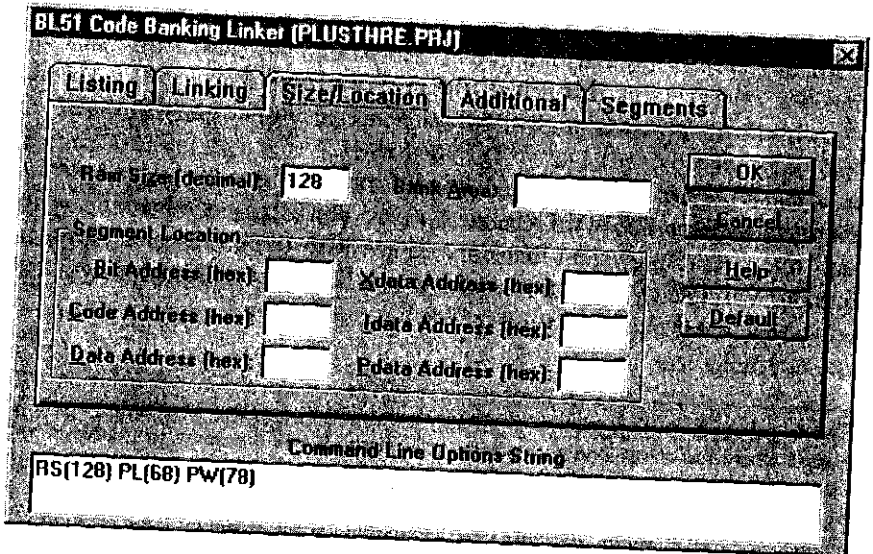 BL51 Code Banking Linker (PLUSTHRE.PRJ)
Listing Linking Size/Location Additional Segments
Ram Size (decimal): 128 Bank Area: OK
Cancel
Segment Location
Bit Address (hex): Xdata Address (hex): Help
Code Address (hex): Idata Address (hex): Default
Data Address (hex): Pdata Address (hex):
Command Line Options String
RS(128) PL(68) PW(78)